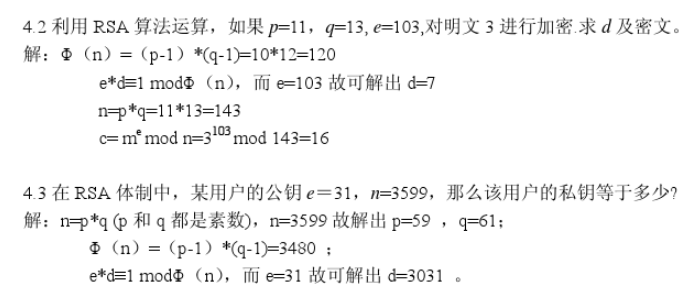 4.2 利用 RSA 算法运算，如果 p=11，q=13, e=103,对明文 3 进行加密.求 d 及密文。
解：Φ（n）=（p-1）*(q-1)=10*12=120
e*d≡1 modΦ（n），而 e=103 故可解出 d=7
n=p*q=11*13=143
c= mᵉ mod n=3¹⁰³ mod 143=16
4.3 在 RSA 体制中，某用户的公钥 e＝31，n=3599，那么该用户的私钥等于多少?
解：n=p*q (p 和 q 都是素数)，n=3599 故解出 p=59 ，q=61；
Φ（n）=（p-1）*(q-1)=3480 ；
e*d≡1 modΦ（n），而 e=31 故可解出 d=3031 。